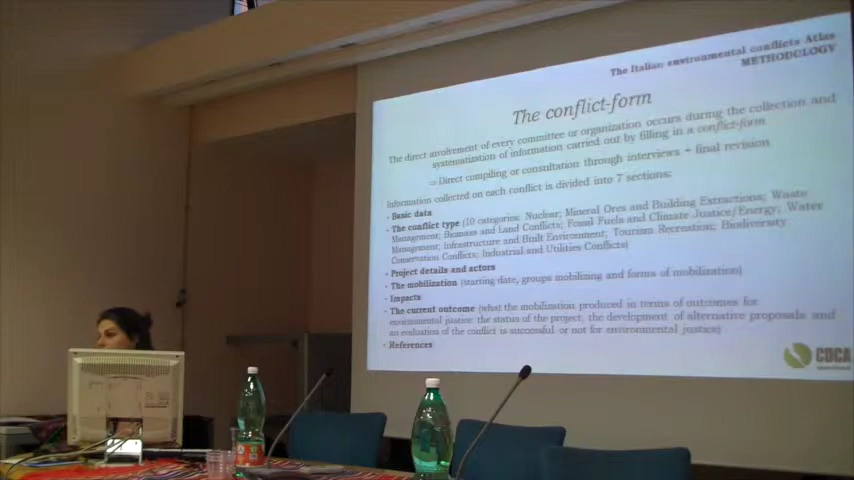 The Italian environmental conflicts Atlas
METHODOLOGY
The conflict-form
The direct involvement of every committee or organization occurs during the collection and
systematization of information carried out by filling in a conflict-form
⇒ Direct compiling or consultation through interviews + final revision
Information collected on each conflict is divided into 7 sections:
• Basic data
• The conflict type (10 categories: Nuclear; Mineral Ores and Building Extractions; Waste
Management; Biomass and Land Conflicts; Fossil Fuels and Climate Justice/Energy; Water
Management; Infrastructure and Built Environment; Tourism Recreation; Biodiversity
Conservation Conflicts; Industrial and Utilities Conflicts)
• Project details and actors
• The mobilization (starting date, groups mobilizing and forms of mobilization)
• Impacts
• The current outcome (what the mobilization produced in terms of outcomes for
environmental justice: the status of the project, the development of alternative proposals and
an evaluation of the conflict is successful or not for environmental justice)
• References
CDCA